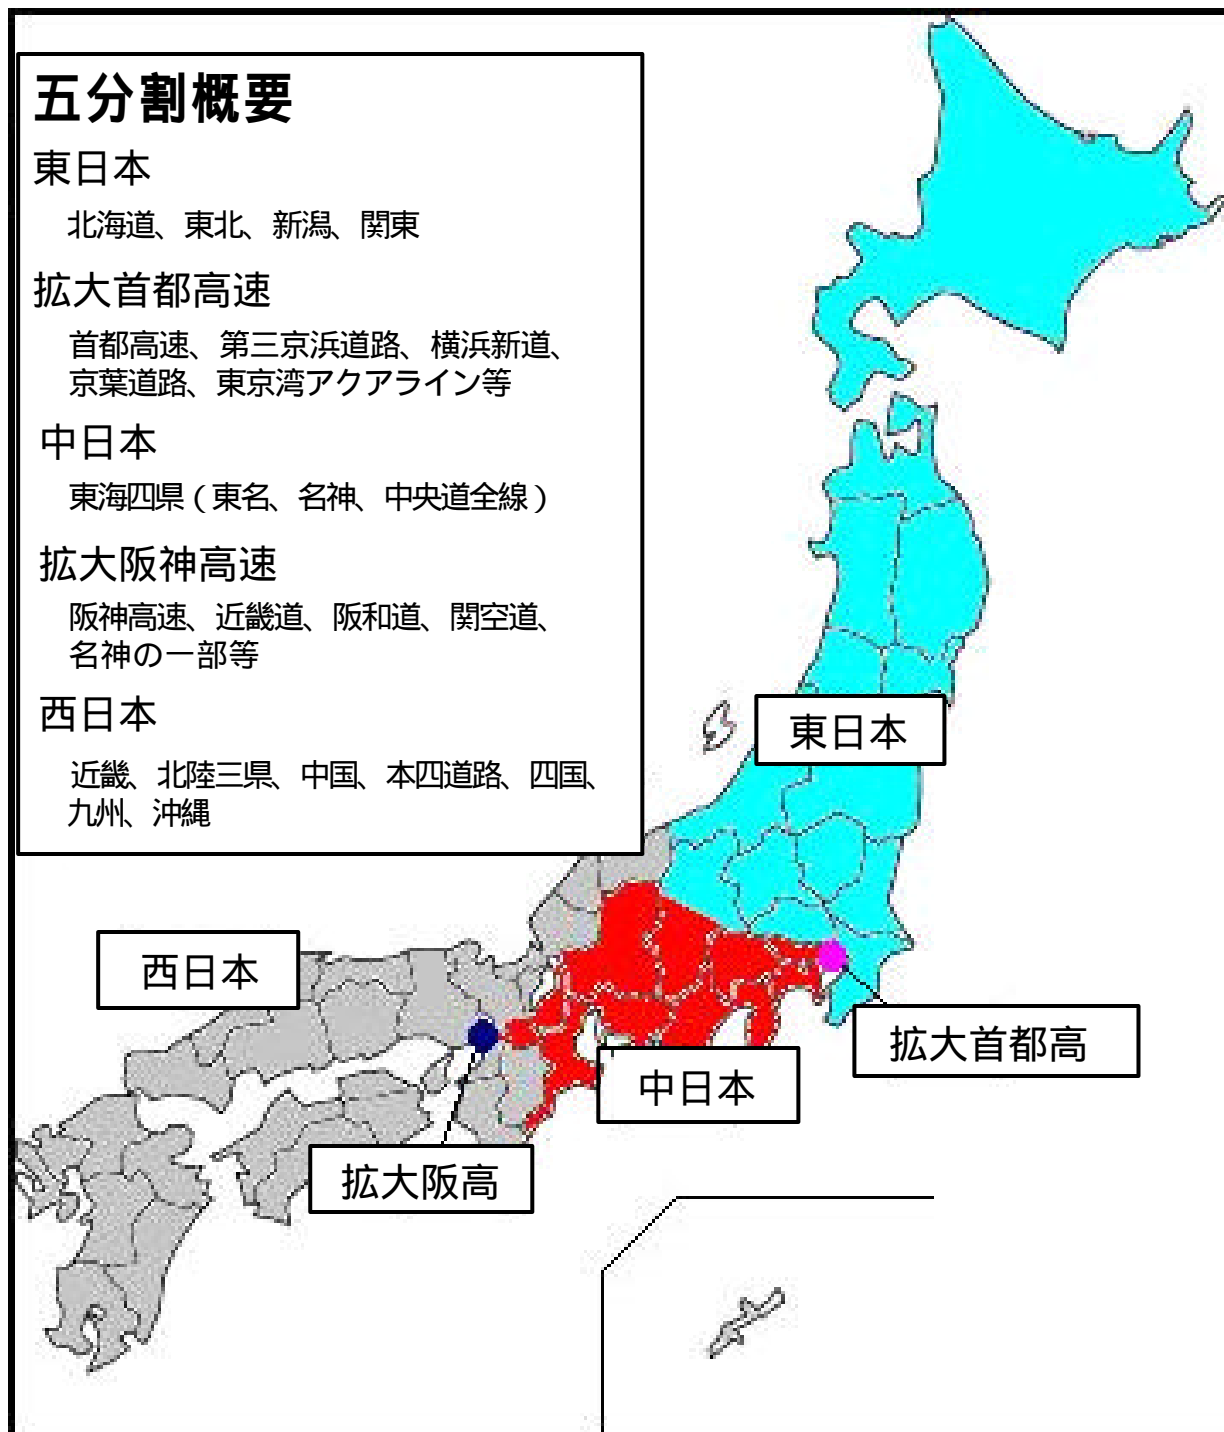 五分割概要
東日本
北海道、東北、新潟、関東
拡大首都高速
首都高速、第三京浜道路、横浜新道、
京葉道路、東京湾アクアライン等
中日本
東海四県(東名、名神、中央道全線)
拡大阪神高速
阪神高速、近畿道、阪和道、関空道、
名神の一部等
西日本
近畿、北陸三県、中国、本四道路、四国、
九州、沖縄
東日本
西日本
拡大首都高
中日本
拡大阪高